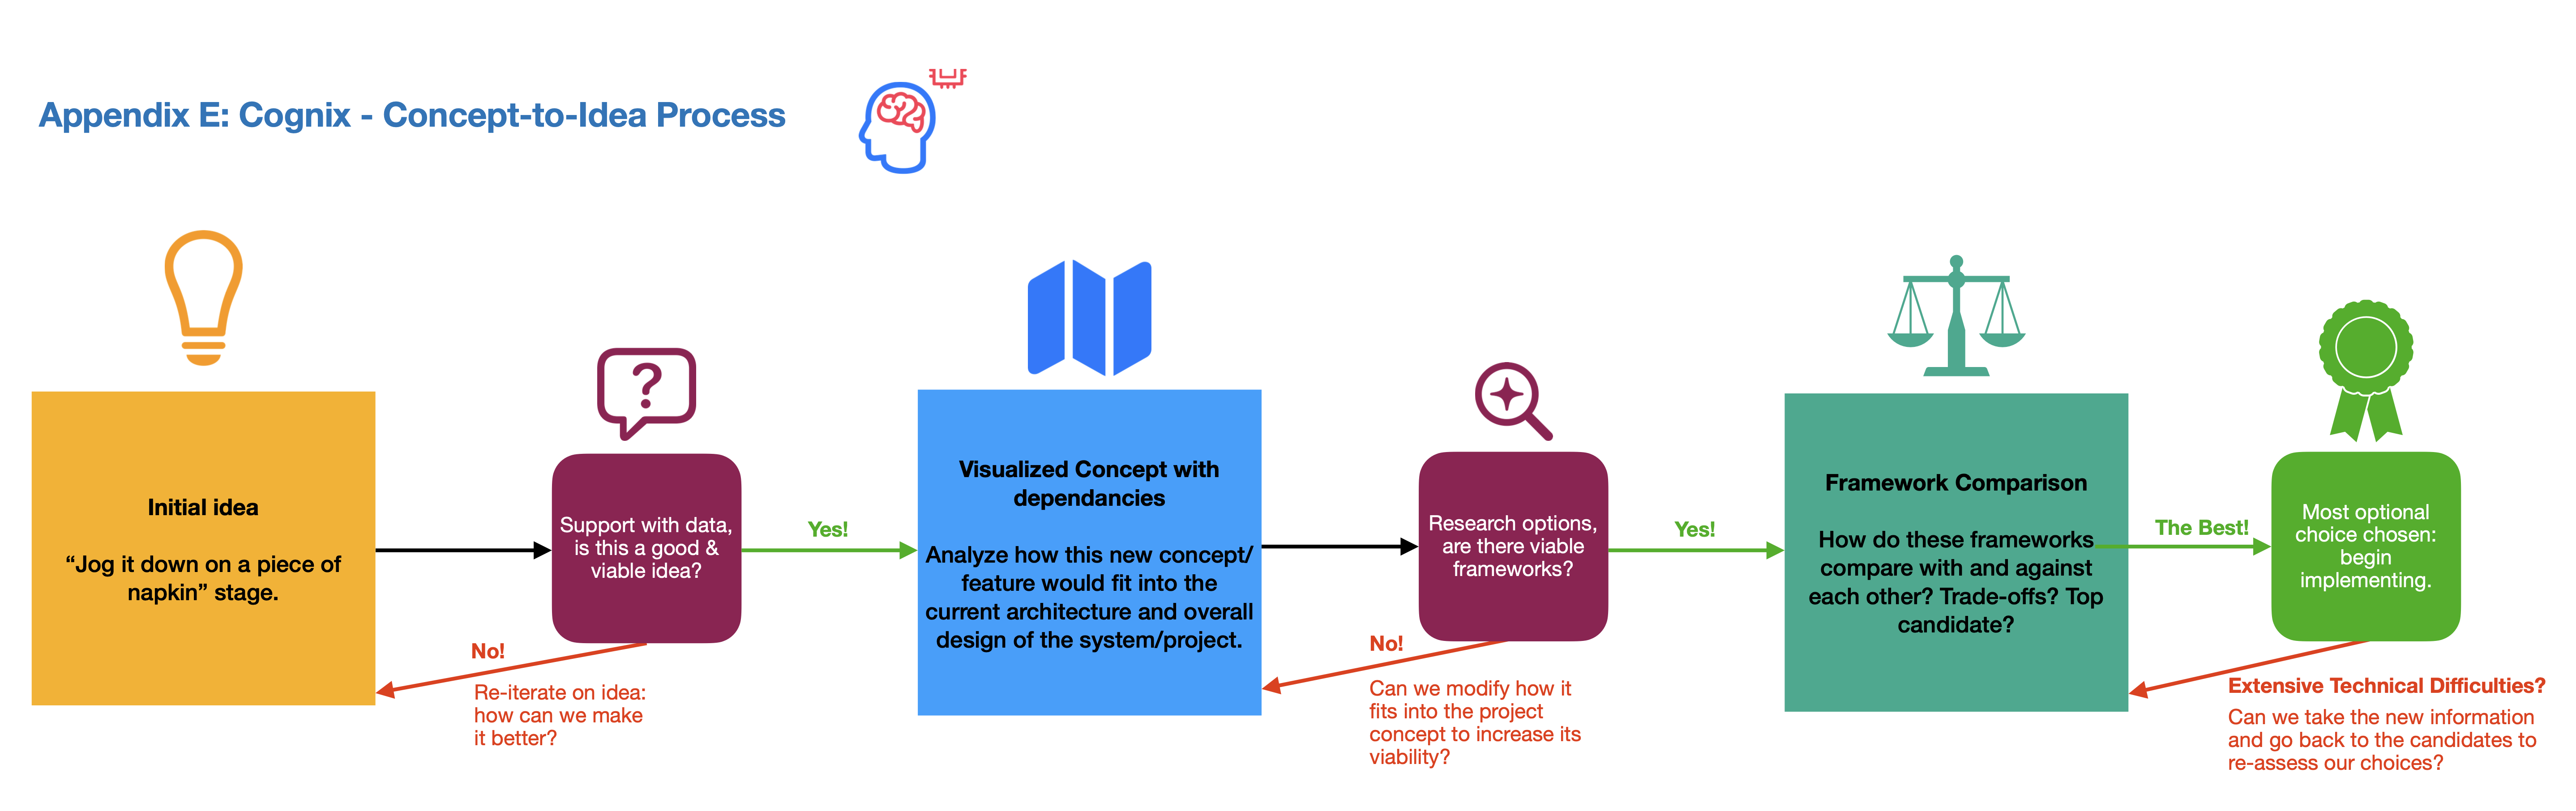 Appendix E: Cognix - Concept-to-Idea Process
Initial idea
“Jog it down on a piece of
napkin” stage.
Support with data,
is this a good &
viable idea?
Yes!
No!
Re-iterate on idea:
how can we make
it better?
Visualized Concept with
dependancies
Analyze how this new concept/
feature would fit into the
current architecture and overall
design of the system/project.
Research options,
are there viable
frameworks?
Yes!
No!
Can we modify how it
fits into the project
concept to increase its
viability?
Framework Comparison
How do these frameworks
compare with and against
each other? Trade-offs? Top
candidate?
The Best!
Most optional
choice chosen:
begin
implementing.
Extensive Technical Difficulties?
Can we take the new information
and go back to the candidates to
re-assess our choices?